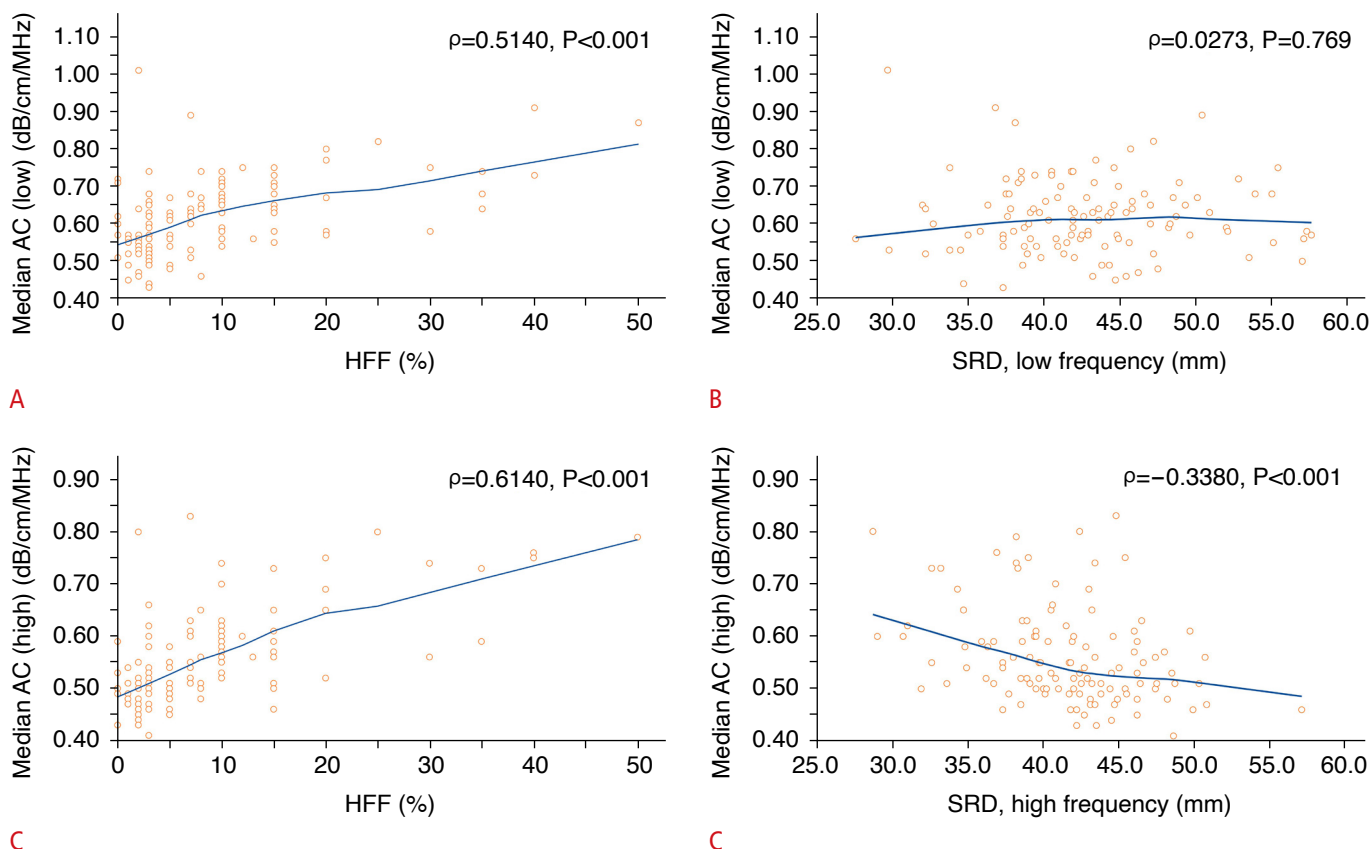 Median AC (low) (dB/cm/MHz)
1.10
1.00
0.90
0.80
0.70
0.60
0.50
0.40
ρ=0.5140, P<0.001
0 10 20 30 40 50
HFF (%)
A
Median AC (low) (dB/cm/MHz)
1.10
1.00
0.90
0.80
0.70
0.60
0.50
0.40
ρ=0.0273, P=0.769
25.0 30.0 35.0 40.0 45.0 50.0 55.0 60.0
SRD, low frequency (mm)
B
Median AC (high) (dB/cm/MHz)
0.90
0.80
0.70
0.60
0.50
0.40
ρ=0.6140, P<0.001
0 10 20 30 40 50
HFF (%)
C
Median AC (high) (dB/cm/MHz)
0.90
0.80
0.70
0.60
0.50
0.40
ρ=−0.3380, P<0.001
25.0 30.0 35.0 40.0 45.0 50.0 55.0 60.0
SRD, high frequency (mm)
C